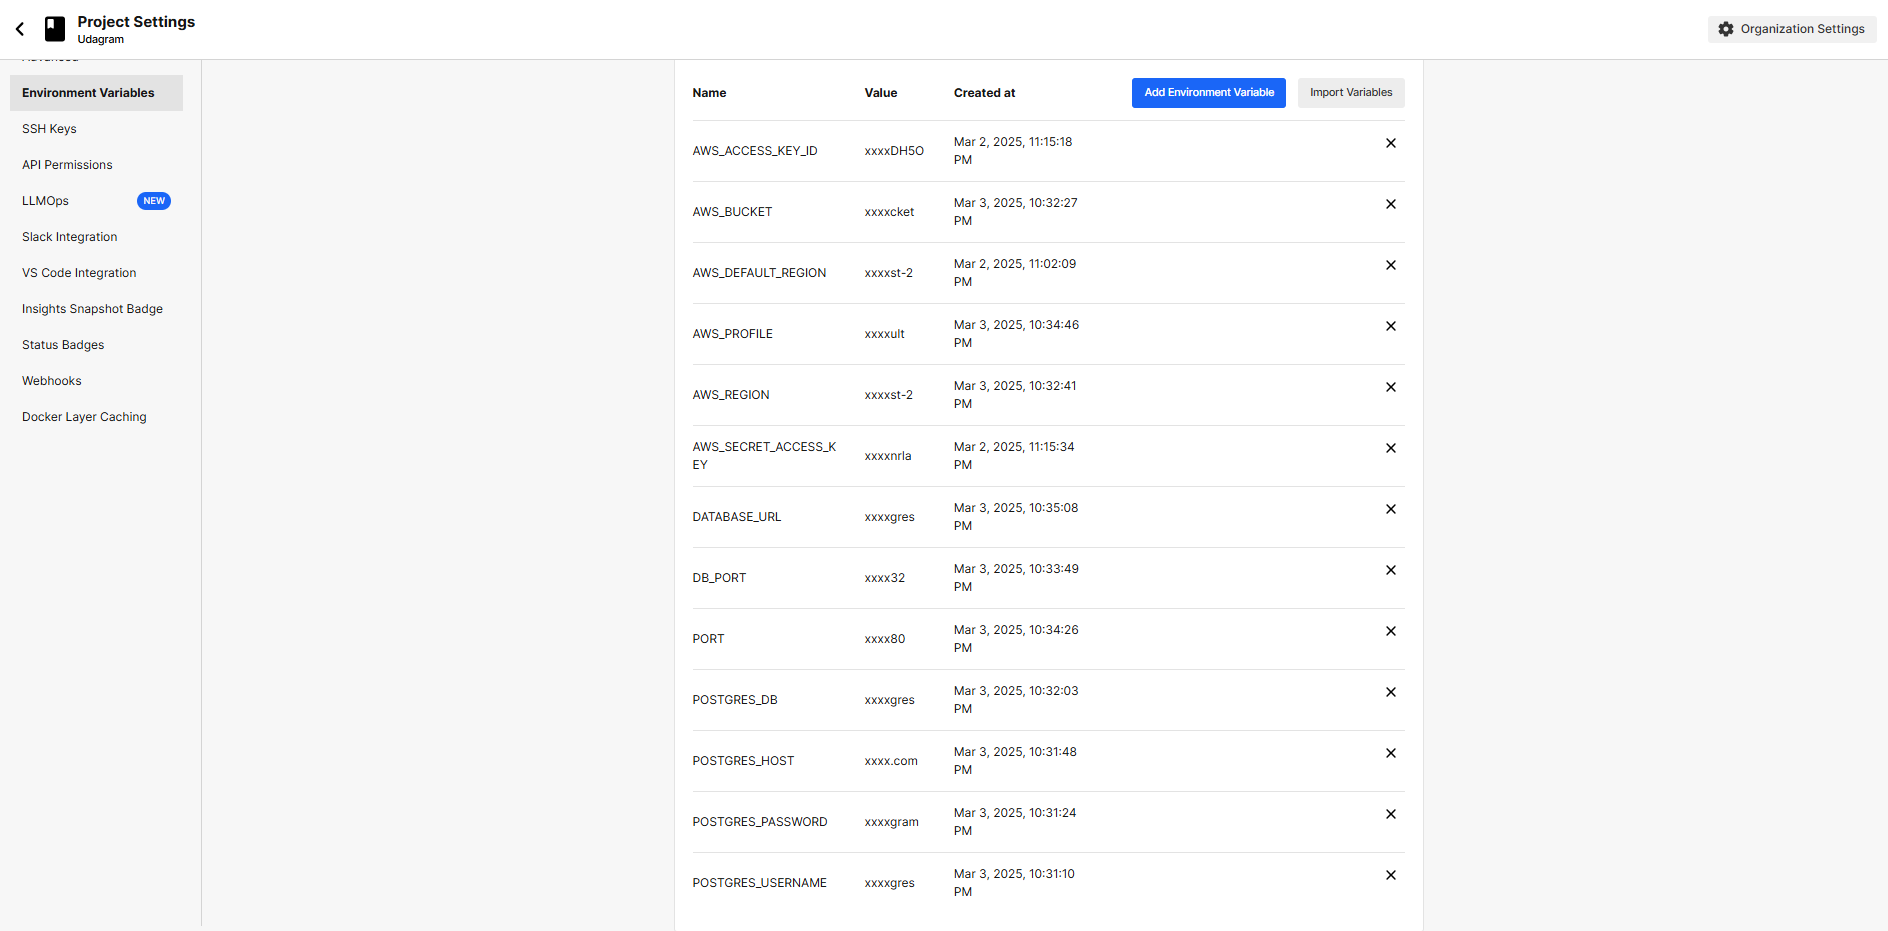 Project Settings
Udagram
Organization Settings
Advanced
Environment Variables
SSH Keys
API Permissions
LLMOps NEW
Slack Integration
VS Code Integration
Insights Snapshot Badge
Status Badges
Webhooks
Docker Layer Caching
Name Value Created at Add Environment Variable Import Variables
AWS_ACCESS_KEY_ID xxxxDH5O Mar 2, 2025, 11:15:18
PM
AWS_BUCKET xxxxcket Mar 3, 2025, 10:32:27
PM
AWS_DEFAULT_REGION xxxxst-2 Mar 2, 2025, 11:02:09
PM
AWS_PROFILE xxxxult Mar 3, 2025, 10:34:46
PM
AWS_REGION xxxxst-2 Mar 3, 2025, 10:32:41
PM
AWS_SECRET_ACCESS_K
EY xxxxnrla Mar 2, 2025, 11:15:34
PM
DATABASE_URL xxxxgres Mar 3, 2025, 10:35:08
PM
DB_PORT xxxx32 Mar 3, 2025, 10:33:49
PM
PORT xxxx80 Mar 3, 2025, 10:34:26
PM
POSTGRES_DB xxxxgres Mar 3, 2025, 10:32:03
PM
POSTGRES_HOST xxxx.com Mar 3, 2025, 10:31:48
PM
POSTGRES_PASSWORD xxxxgram Mar 3, 2025, 10:31:24
PM
POSTGRES_USERNAME xxxxgres Mar 3, 2025, 10:31:10
PM